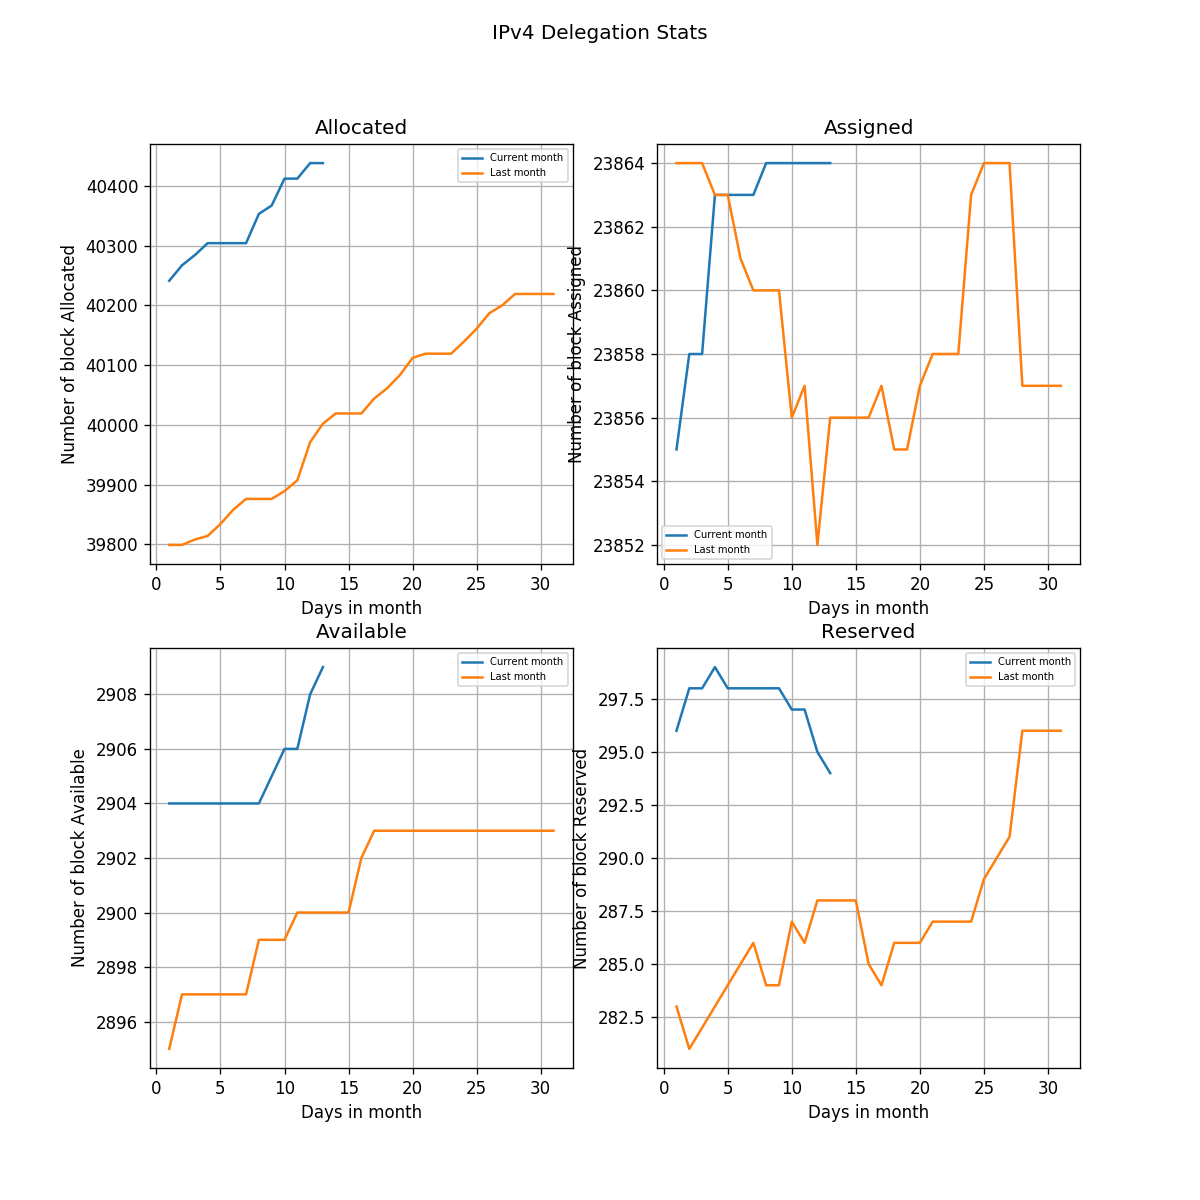 IPv4 Delegation Stats
Allocated
Number of block Allocated
40400
40300
40200
40100
40000
39900
39800
Current month
Last month
0 5 10 15 20 25 30
Days in month
Assigned
Number of block Assigned
23864
23862
23860
23858
23856
23854
23852
Current month
Last month
0 5 10 15 20 25 30
Days in month
Available
Number of block Available
2908
2906
2904
2902
2900
2898
2896
Current month
Last month
0 5 10 15 20 25 30
Days in month
Reserved
Number of block Reserved
297.5
295.0
292.5
290.0
287.5
285.0
282.5
Current month
Last month
0 5 10 15 20 25 30
Days in month